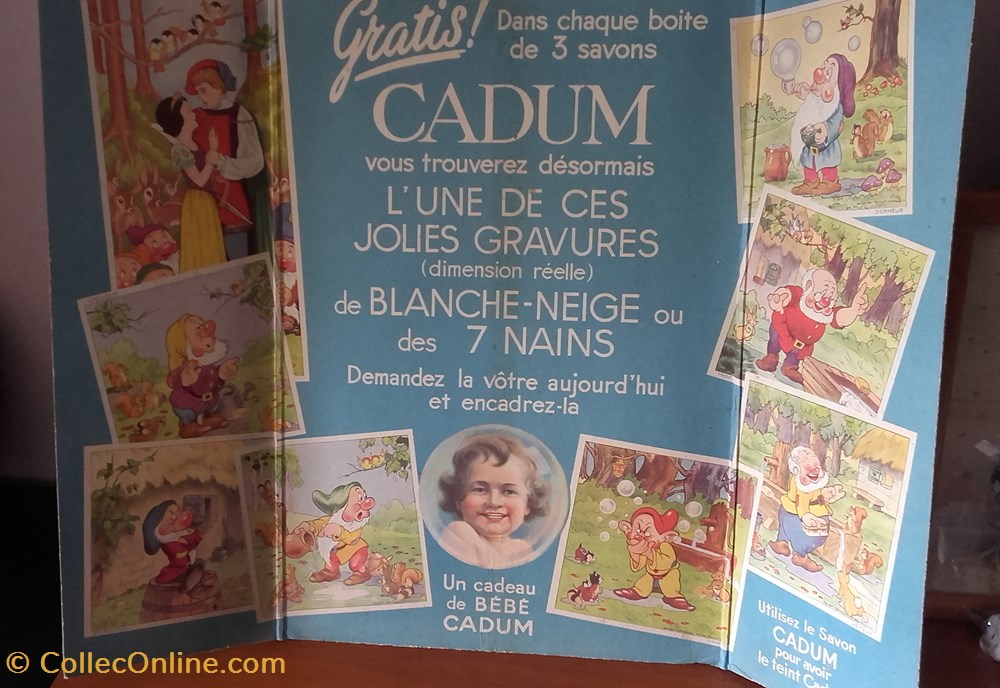 Gratis! Dans chaque boite
de 3 savons
CADUM
vous trouverez désormais
L'UNE DE CES
JOLIES GRAVURES
(dimension réelle)
de BLANCHE-NEIGE ou
des 7 NAINS
Demandez la vôtre aujourd'hui
et encadrez-la
Un cadeau
de BÉBÉ
CADUM
DORMEUR
Utilisez le Savon
CADUM
pour avoir
le teint
© CollecOnline.com